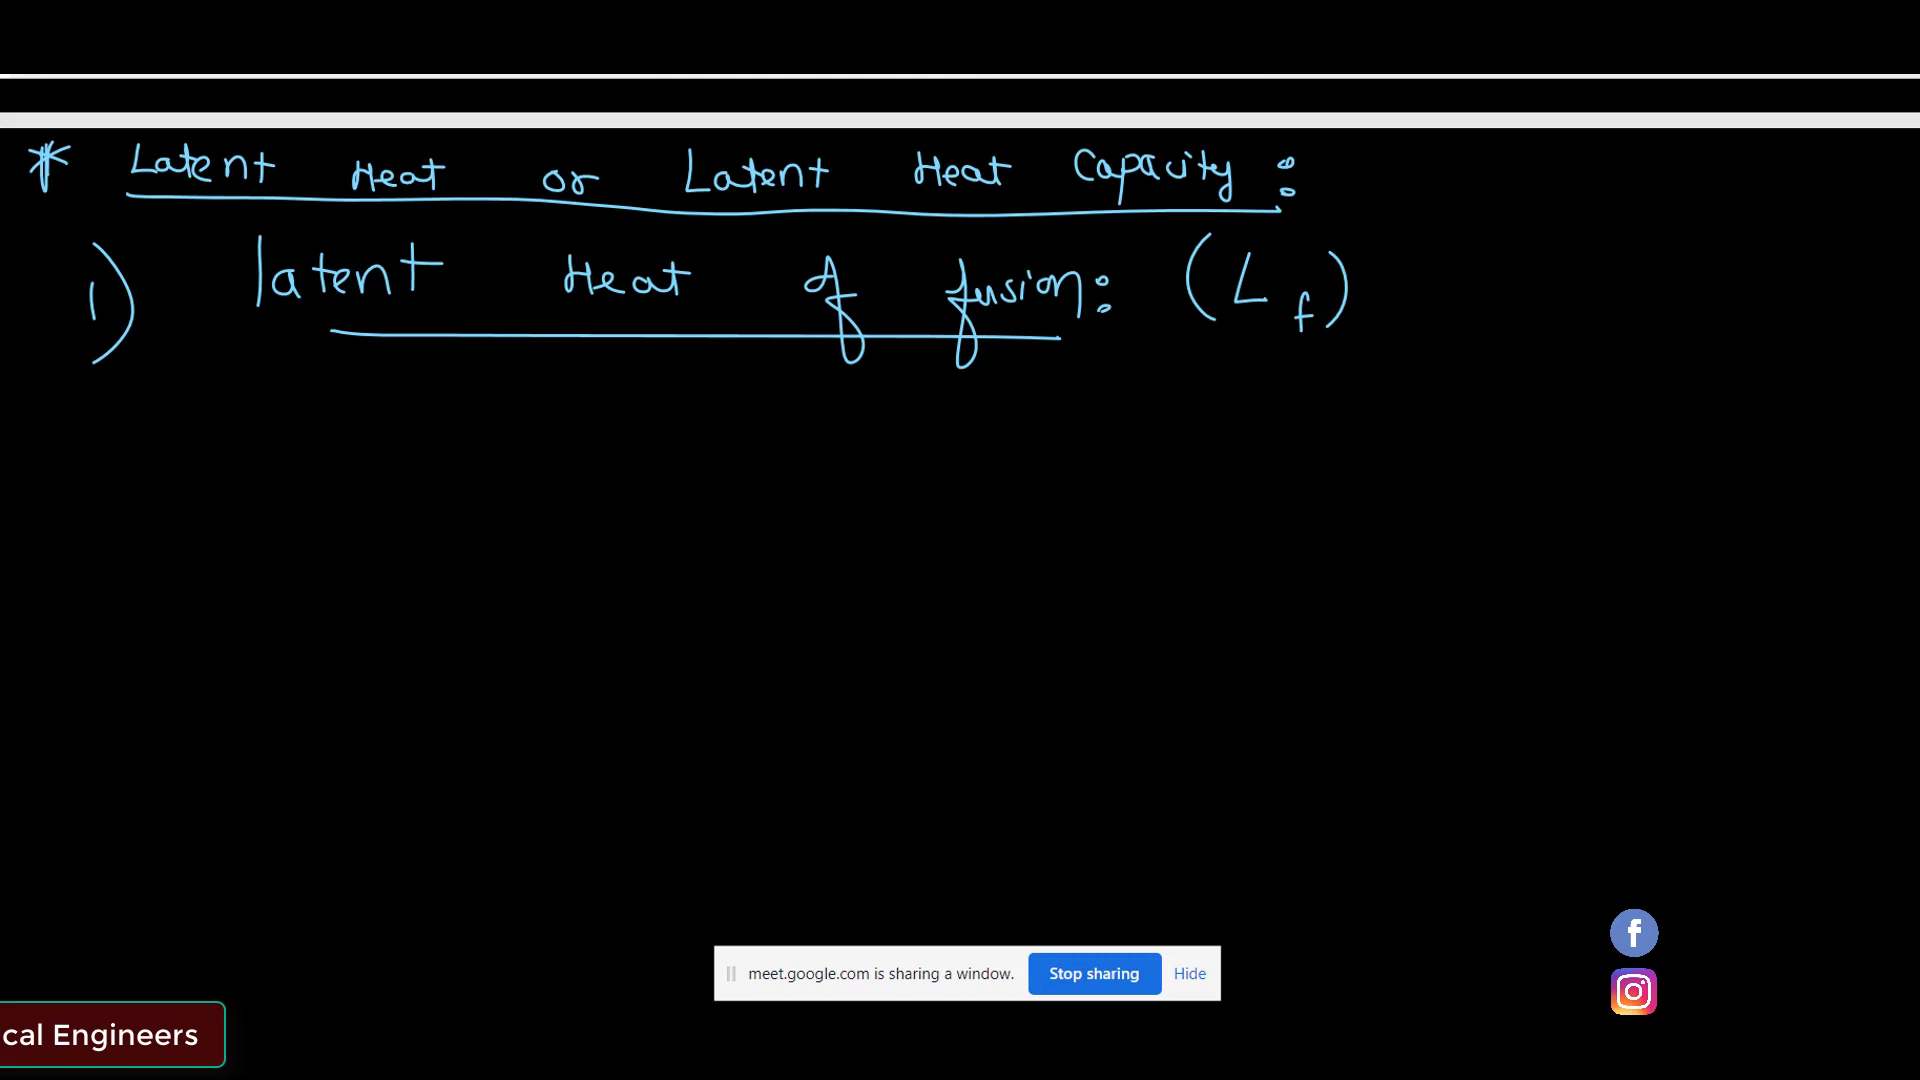 * Latent Heat or Latent Heat Capacity:
1) latent Heat of fusion: (Lf)
meet.google.com is sharing a window. Stop sharing Hide
cal Engineers